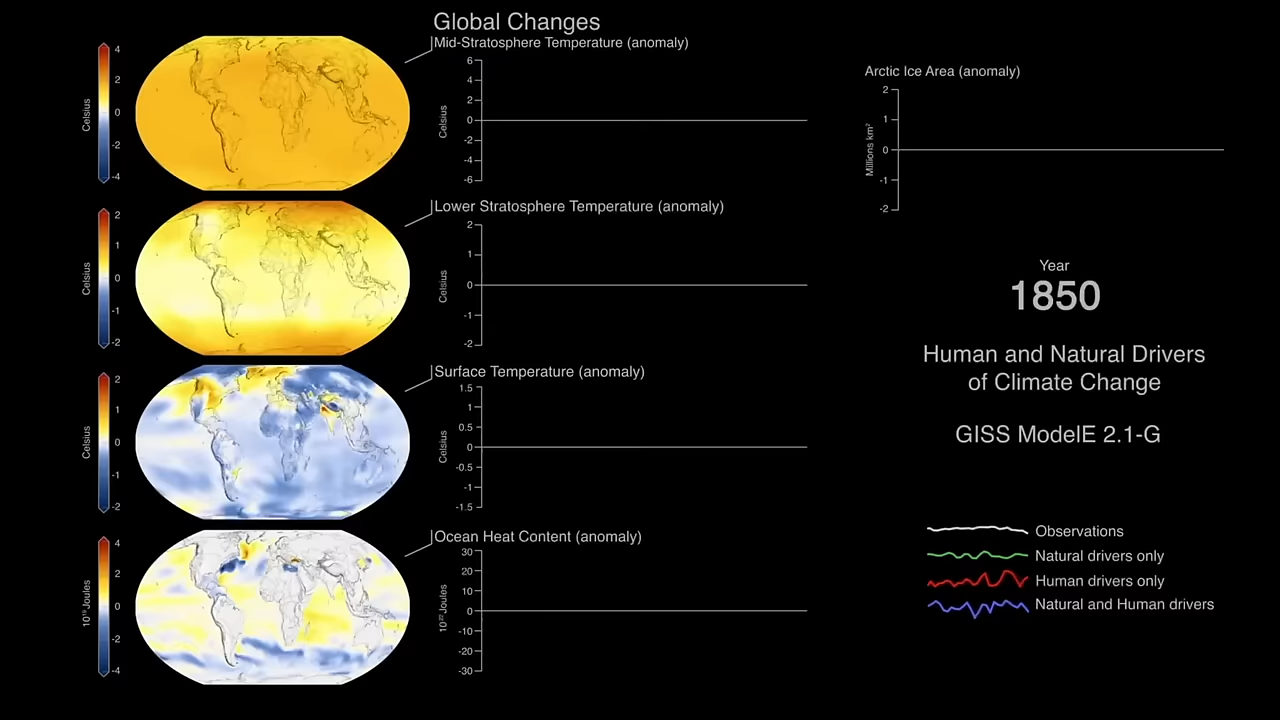 Global Changes
Mid-Stratosphere Temperature (anomaly)
4
2
0
-2
-4
Celsius
6
4
2
0
-2
-4
-6
Celsius
Arctic Ice Area (anomaly)
2
1
0
-1
-2
Millions km²
Lower Stratosphere Temperature (anomaly)
2
1
0
-1
-2
Celsius
2
1
0
-1
-2
Celsius
Year
1850
Human and Natural Drivers
of Climate Change
GISS ModelE 2.1-G
Surface Temperature (anomaly)
2
1
0
-1
-2
Celsius
1.5
1
0.5
0
-0.5
-1
-1.5
Celsius
Ocean Heat Content (anomaly)
4
2
0
-2
-4
10¹⁹ Joules
30
20
10
0
-10
-20
-30
10²² Joules
Observations
Natural drivers only
Human drivers only
Natural and Human drivers